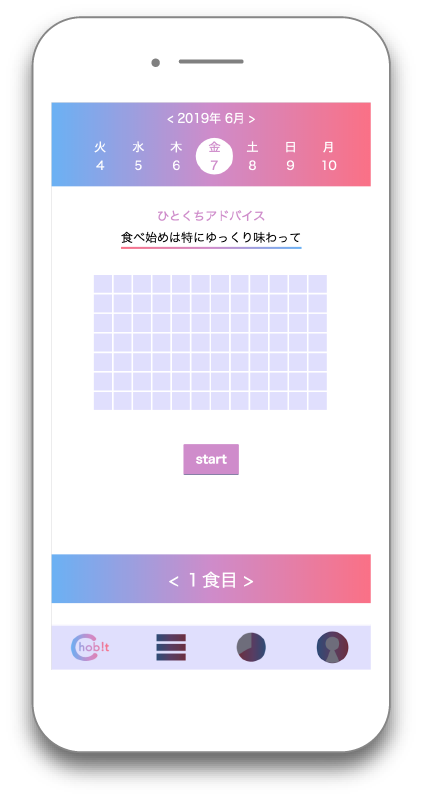 < 2019年 6月 >
火 水 木 金 土 日 月
4 5 6 7 8 9 10
ひとくちアドバイス
食べ始めは特にゆっくり味わって
start
< 1 食目 >
Chob!t